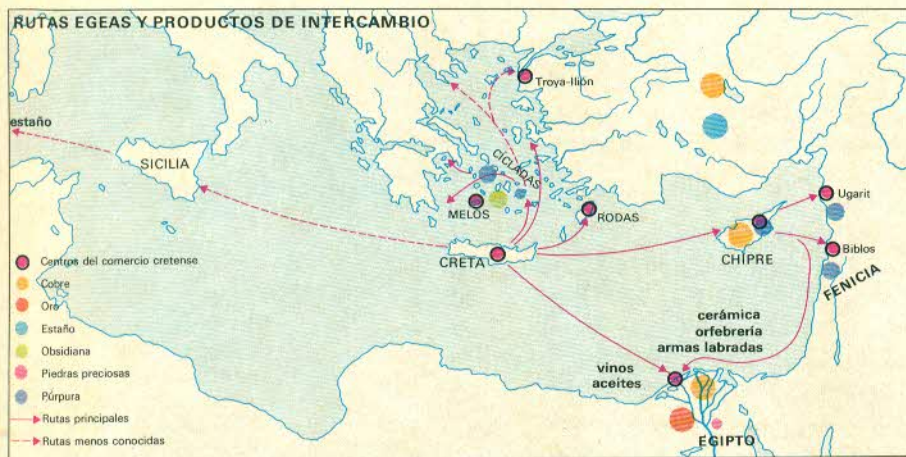 RUTAS EGEAS Y PRODUCTOS DE INTERCAMBIO
Troya-Ilión
estaño
SICILIA
CÍCLADAS
MELOS
RODAS
Ugarit
CRETA
CHIPRE
Biblos
FENICIA
Centros del comercio cretense
Cobre
Oro
Estaño
Obsidiana
Piedras preciosas
Púrpura
Rutas principales
Rutas menos conocidas
cerámica
orfebrería
armas labradas
vinos
aceites
EGIPTO